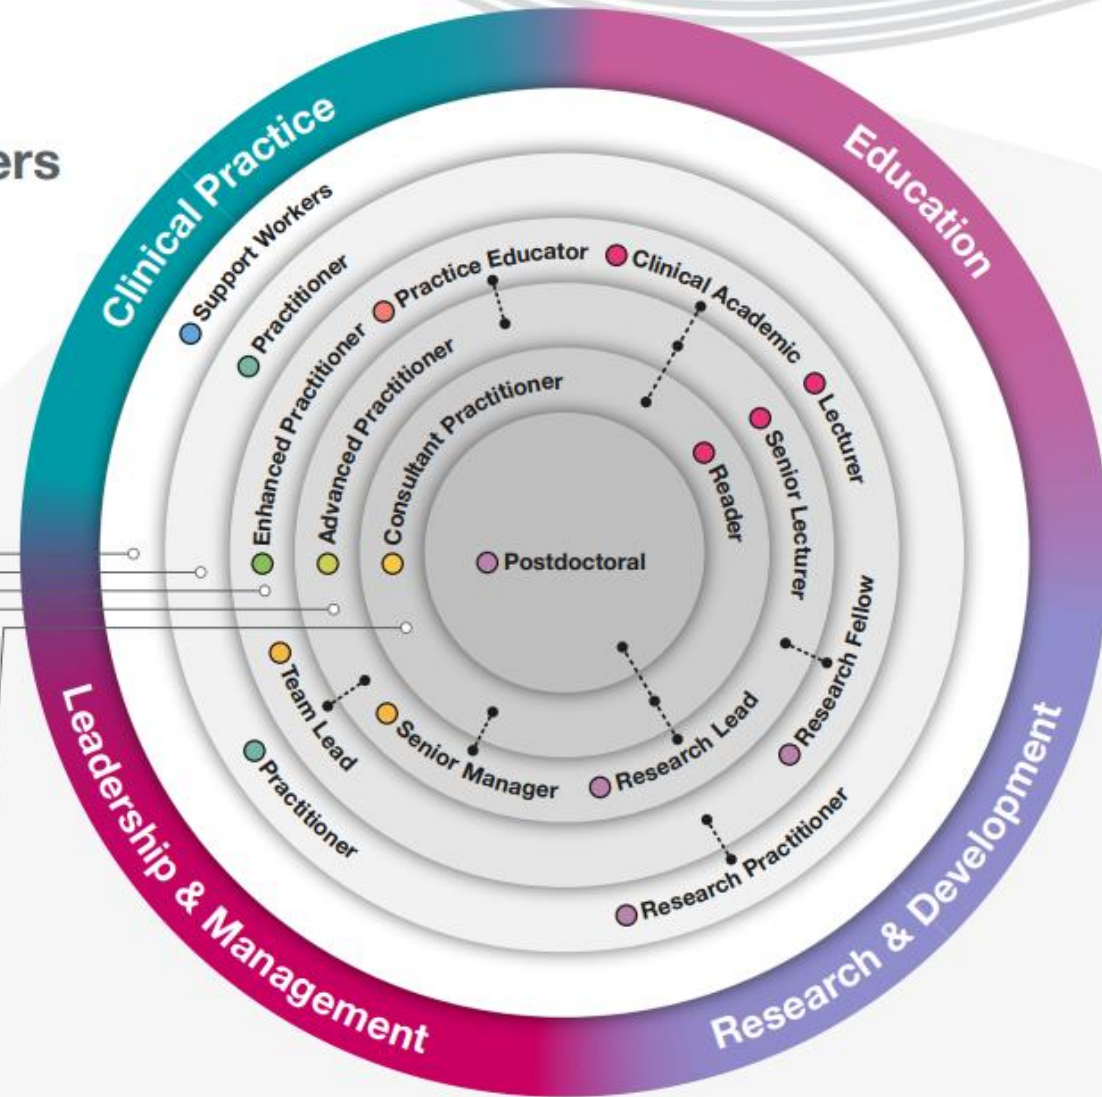 ers
Clinical Practice
Education
Support Workers
Practitioner
Practice Educator
Clinical Academic
Enhanced Practitioner
Advanced Practitioner
Consultant Practitioner
Lecturer
Senior Lecturer
Reader
Postdoctoral
Research Fellow
Team Lead
Senior Manager
Research Lead
Practitioner
Research Practitioner
Leadership & Management
Research & Development